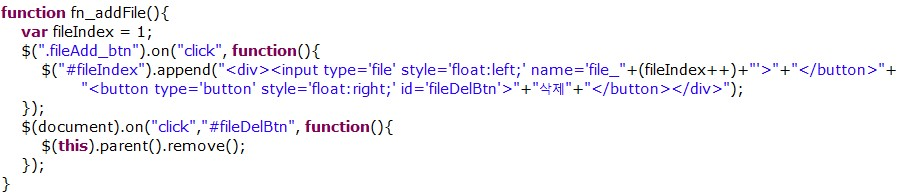 function fn_addFile(){
    var fileIndex = 1;
    $(".fileAdd_btn").on("click", function(){
        $("#fileIndex").append("<div><input type='file' style='float:left;' name='file_"+(fileIndex++)+"'>"+"</button>"+
                "<button type='button' style='float:right;' id='fileDelBtn'>"+"삭제"+"</button></div>");
    });
    $(document).on("click","#fileDelBtn", function(){
        $(this).parent().remove();
    });
}